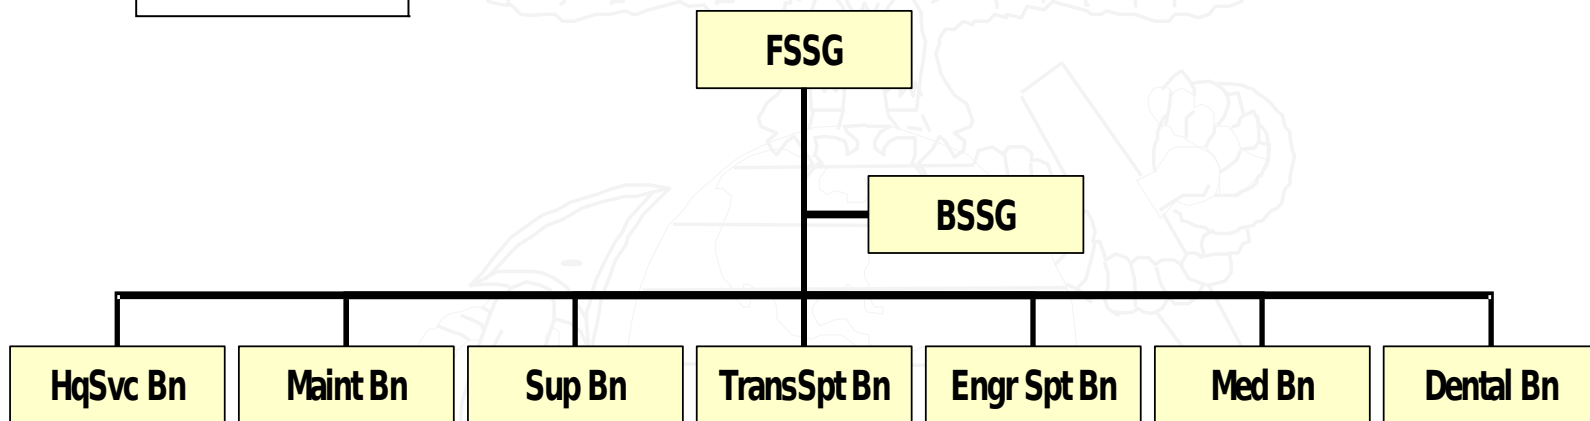 FSSG
BSSG
HqSvc Bn
Maint Bn
Sup Bn
TransSpt Bn
Engr Spt Bn
Med Bn
Dental Bn